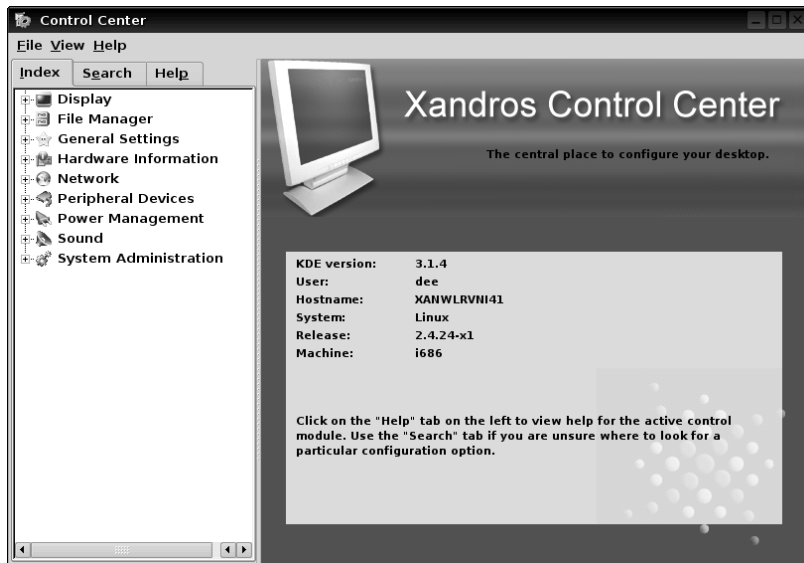 Control Center
File View Help
Index Search Help
Display
File Manager
General Settings
Hardware Information
Network
Peripheral Devices
Power Management
Sound
System Administration
Xandros Control Center
The central place to configure your desktop.
KDE version: 3.1.4
User: dee
Hostname: XANWLRVNI41
System: Linux
Release: 2.4.24-x1
Machine: i686
Click on the "Help" tab on the left to view help for the active control
module. Use the "Search" tab if you are unsure where to look for a
particular configuration option.